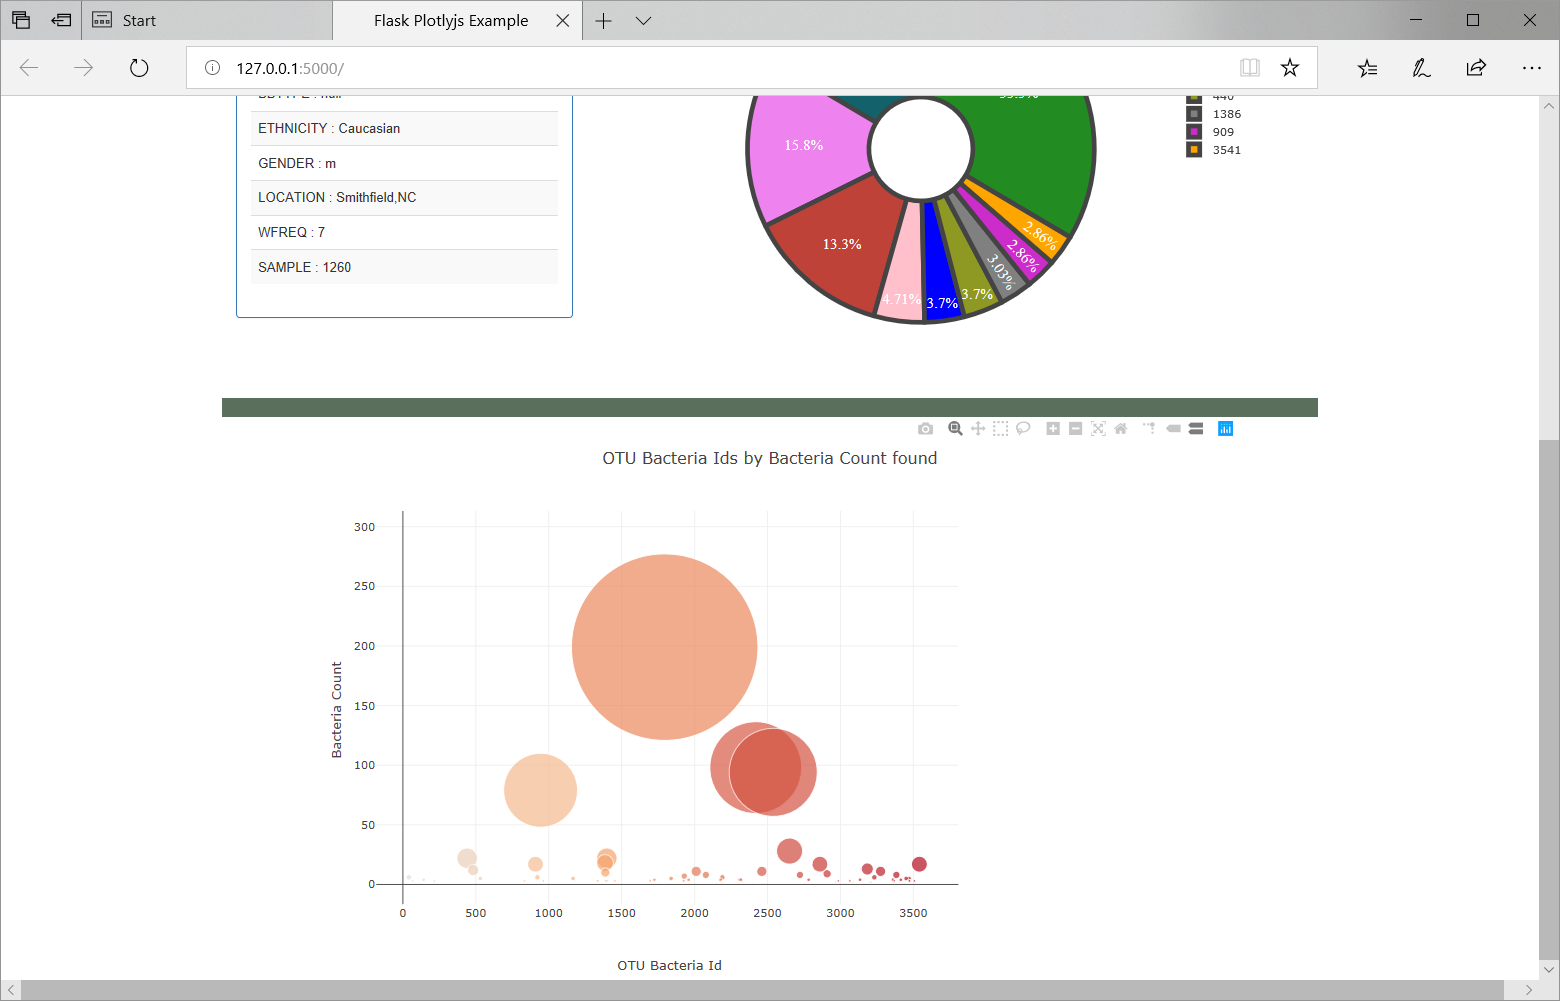 Start
Flask Plotlyjs Example
127.0.0.1:5000/
ETHNICITY : Caucasian
GENDER : m
LOCATION : Smithfield,NC
WFREQ : 7
SAMPLE : 1260
15.8%
13.3%
4.71%
3.7%
3.7%
3.03%
2.86%
2.86%
440
1386
909
3541
OTU Bacteria Ids by Bacteria Count found
Bacteria Count
300
250
200
150
100
50
0
0 500 1000 1500 2000 2500 3000 3500
OTU Bacteria Id